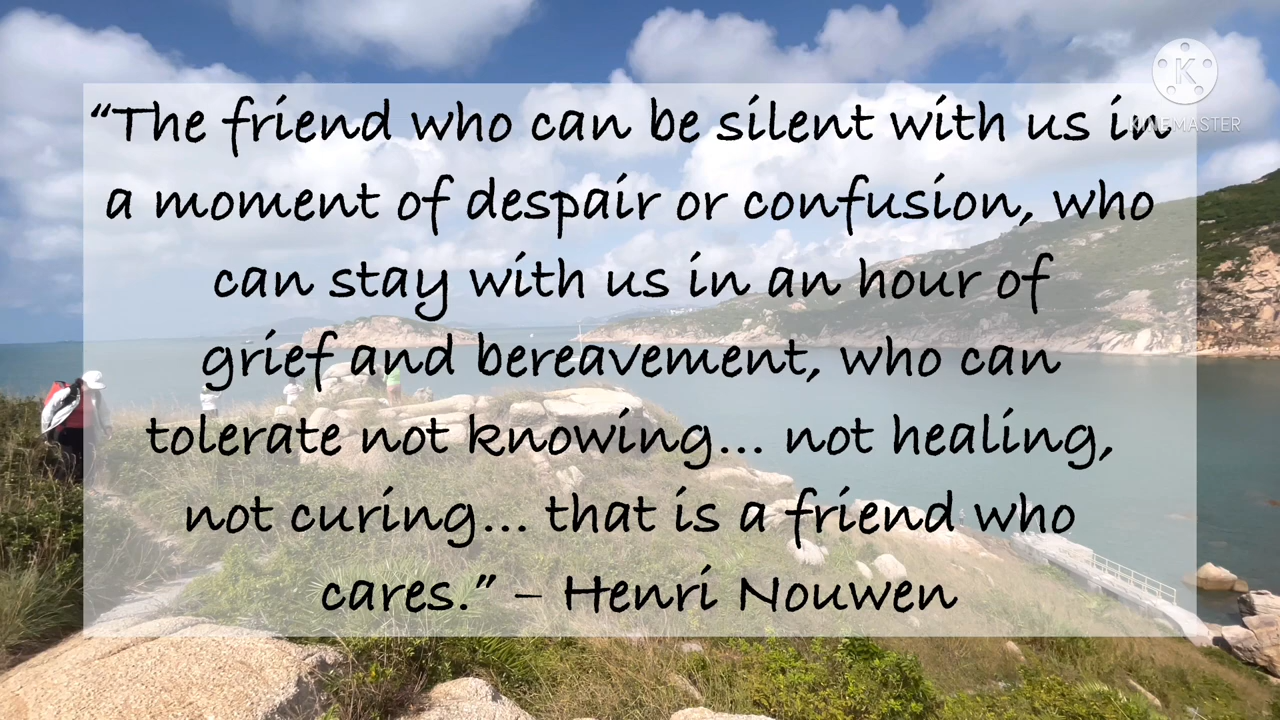 “The friend who can be silent with us in
a moment of despair or confusion, who
can stay with us in an hour of
grief and bereavement, who can
tolerate not knowing... not healing,
not curing... that is a friend who
cares.” – Henri Nouwen
K
KINEMASTER